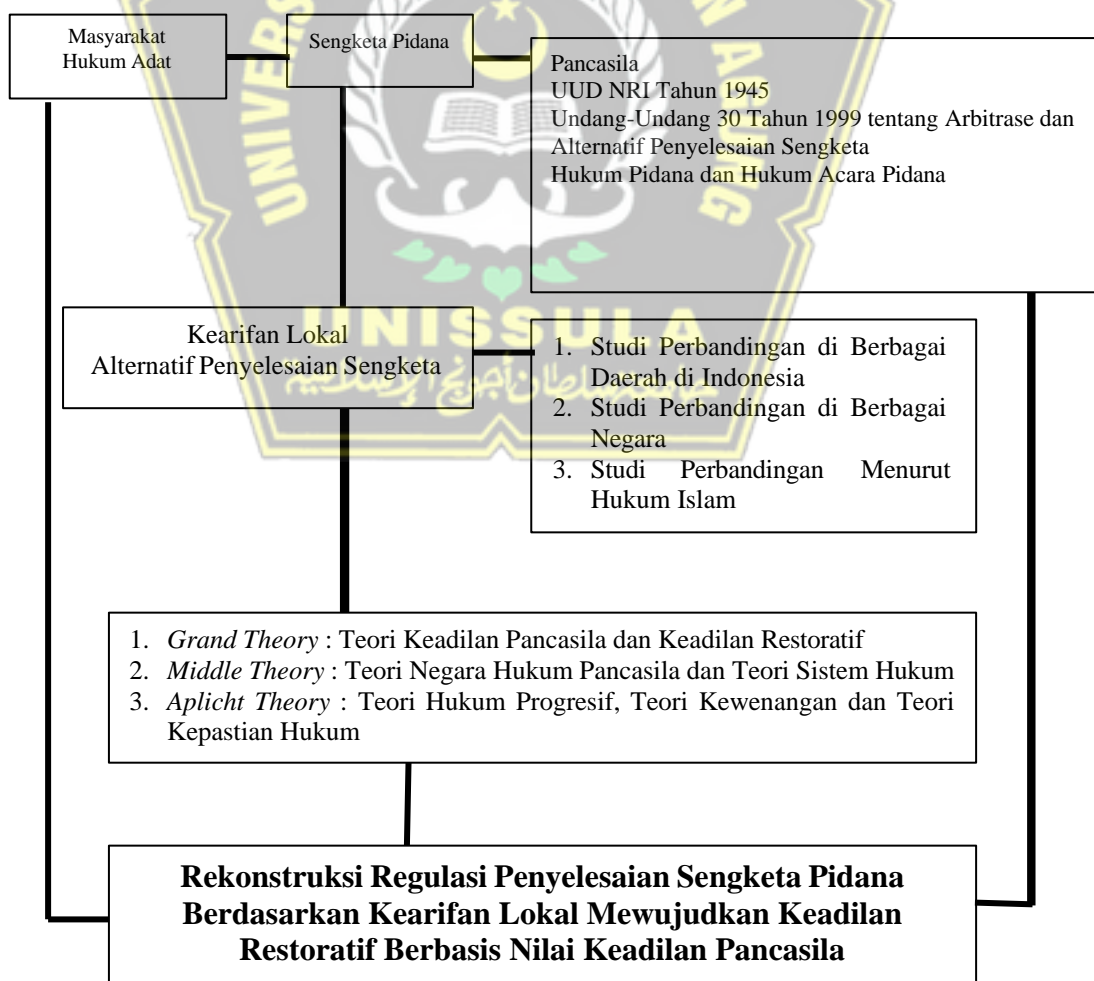 Masyarakat
Hukum Adat
Sengketa Pidana
Pancasila
UUD NRI Tahun 1945
Undang-Undang 30 Tahun 1999 tentang Arbitrase dan
Alternatif Penyelesaian Sengketa
Hukum Pidana dan Hukum Acara Pidana
Kearifan Lokal
Alternatif Penyelesaian Sengketa
1. Studi Perbandingan di Berbagai
Daerah di Indonesia
2. Studi Perbandingan di Berbagai
Negara
3. Studi Perbandingan Menurut
Hukum Islam
UNISSULA
جامعة سلطان أجونج الإسلامية
1. Grand Theory : Teori Keadilan Pancasila dan Keadilan Restoratif
2. Middle Theory : Teori Negara Hukum Pancasila dan Teori Sistem Hukum
3. Aplicht Theory : Teori Hukum Progresif, Teori Kewenangan dan Teori
Kepastian Hukum
Rekonstruksi Regulasi Penyelesaian Sengketa Pidana
Berdasarkan Kearifan Lokal Mewujudkan Keadilan
Restoratif Berbasis Nilai Keadilan Pancasila